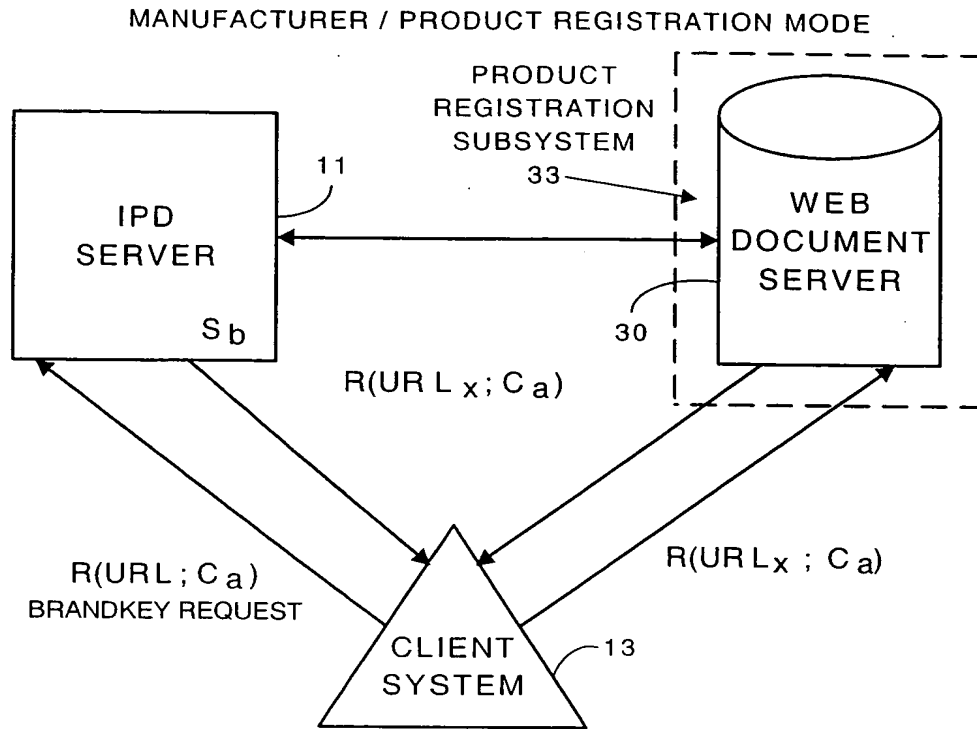 MANUFACTURER / PRODUCT REGISTRATION MODE
PRODUCT
REGISTRATION
SUBSYSTEM
33
11
IPD
SERVER
Sb
WEB
DOCUMENT
SERVER
30
R(URLx; Ca)
R(URL; Ca)
BRANDKEY REQUEST
R(URLx; Ca)
CLIENT
SYSTEM
13